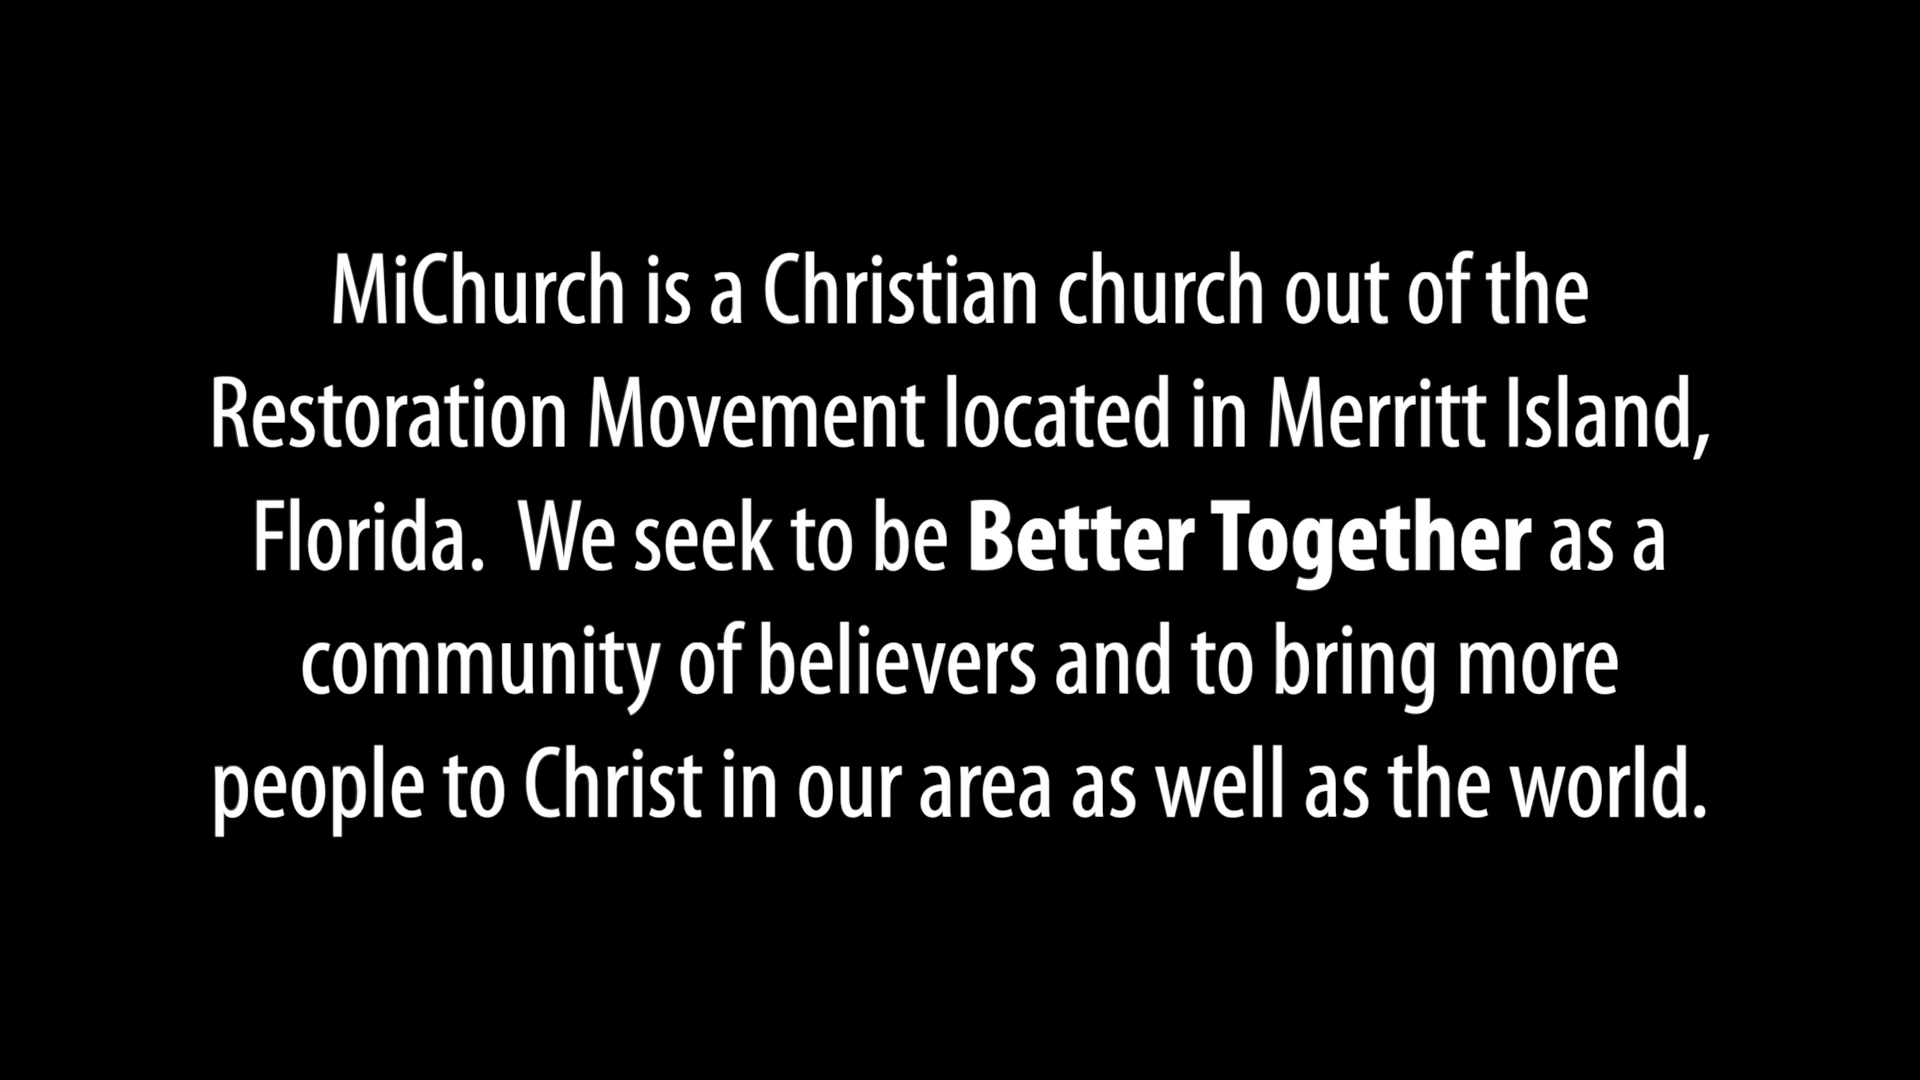 MiChurch is a Christian church out of the
Restoration Movement located in Merritt Island,
Florida.  We seek to be Better Together as a
community of believers and to bring more
people to Christ in our area as well as the world.